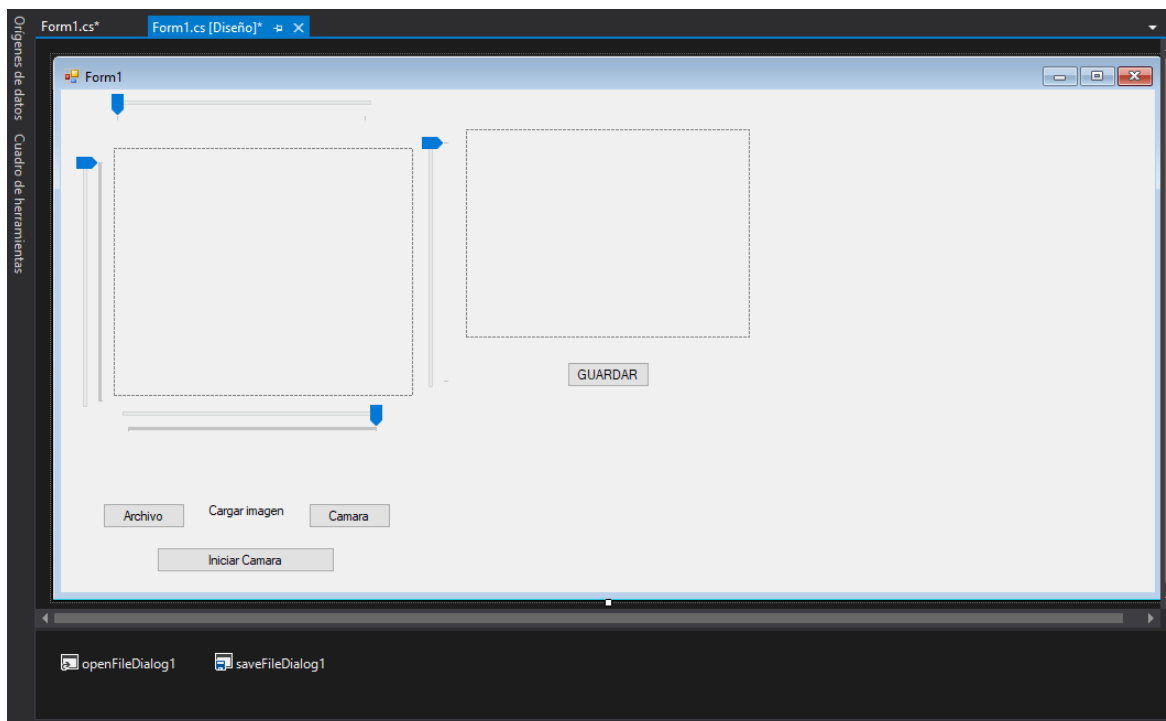 Form1.cs*
Form1.cs [Diseño]*
Orígenes de datos
Cuadro de herramientas
Form1
GUARDAR
Archivo
Cargar imagen
Camara
Iniciar Camara
openFileDialog1
saveFileDialog1